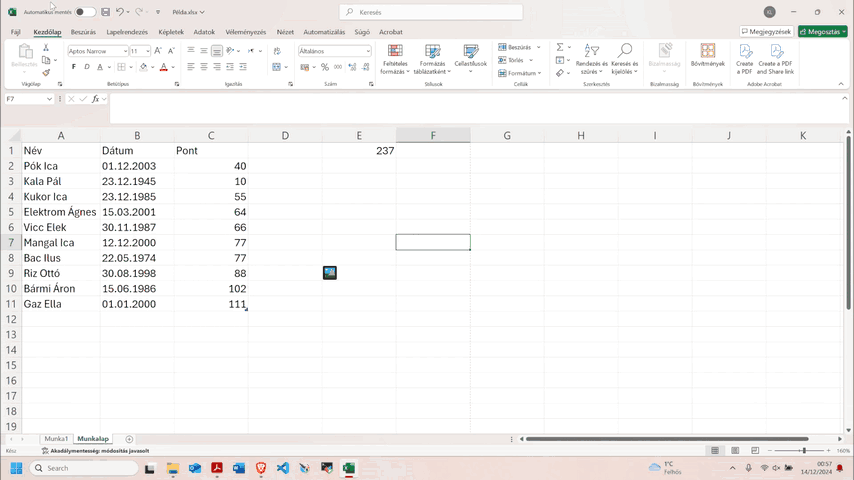 Automatikus mentés Példa.xlsx Keresés KL
Fájl Kezdőlap Beszúrás Lapelrendezés Képletek Adatok Véleményezés Nézet Automatizálás Súgó Acrobat Megjegyzések Megosztás
Beillesztés Aptos Narrow 11 Általános Feltételes formázás Formázás táblázatként Cellastílusok Beszúrás Törlés Formátum Rendezés és szűrés Keresés és kijelölés Bizalmasság Bővítmények Create a PDF Create a PDF and Share link
Vágólap Betűtípus Igazítás Szám Stílusok Cellák Szerkesztés Bizalmasság Bővítmények Adobe Acrobat
F7 fx
A B C D E F G H I J K
1 Név Dátum Pont 237
2 Pók Ica 01.12.2003 40
3 Kala Pál 23.12.1945 10
4 Kukor Ica 23.12.1985 55
5 Elektrom Ágnes 15.03.2001 64
6 Vicc Elek 30.11.1987 66
7 Mangal Ica 12.12.2000 77
8 Bac Ilus 22.05.1974 77
9 Riz Ottó 30.08.1998 88
10 Bármi Áron 15.06.1986 102
11 Gaz Ella 01.01.2000 111
12
13
14
15
16
17
18
19
Munka1 Munkalap
Kész Akadálymentesség: módosítás javasolt 160%
Search 1°C Felhős 00:57 14/12/2024